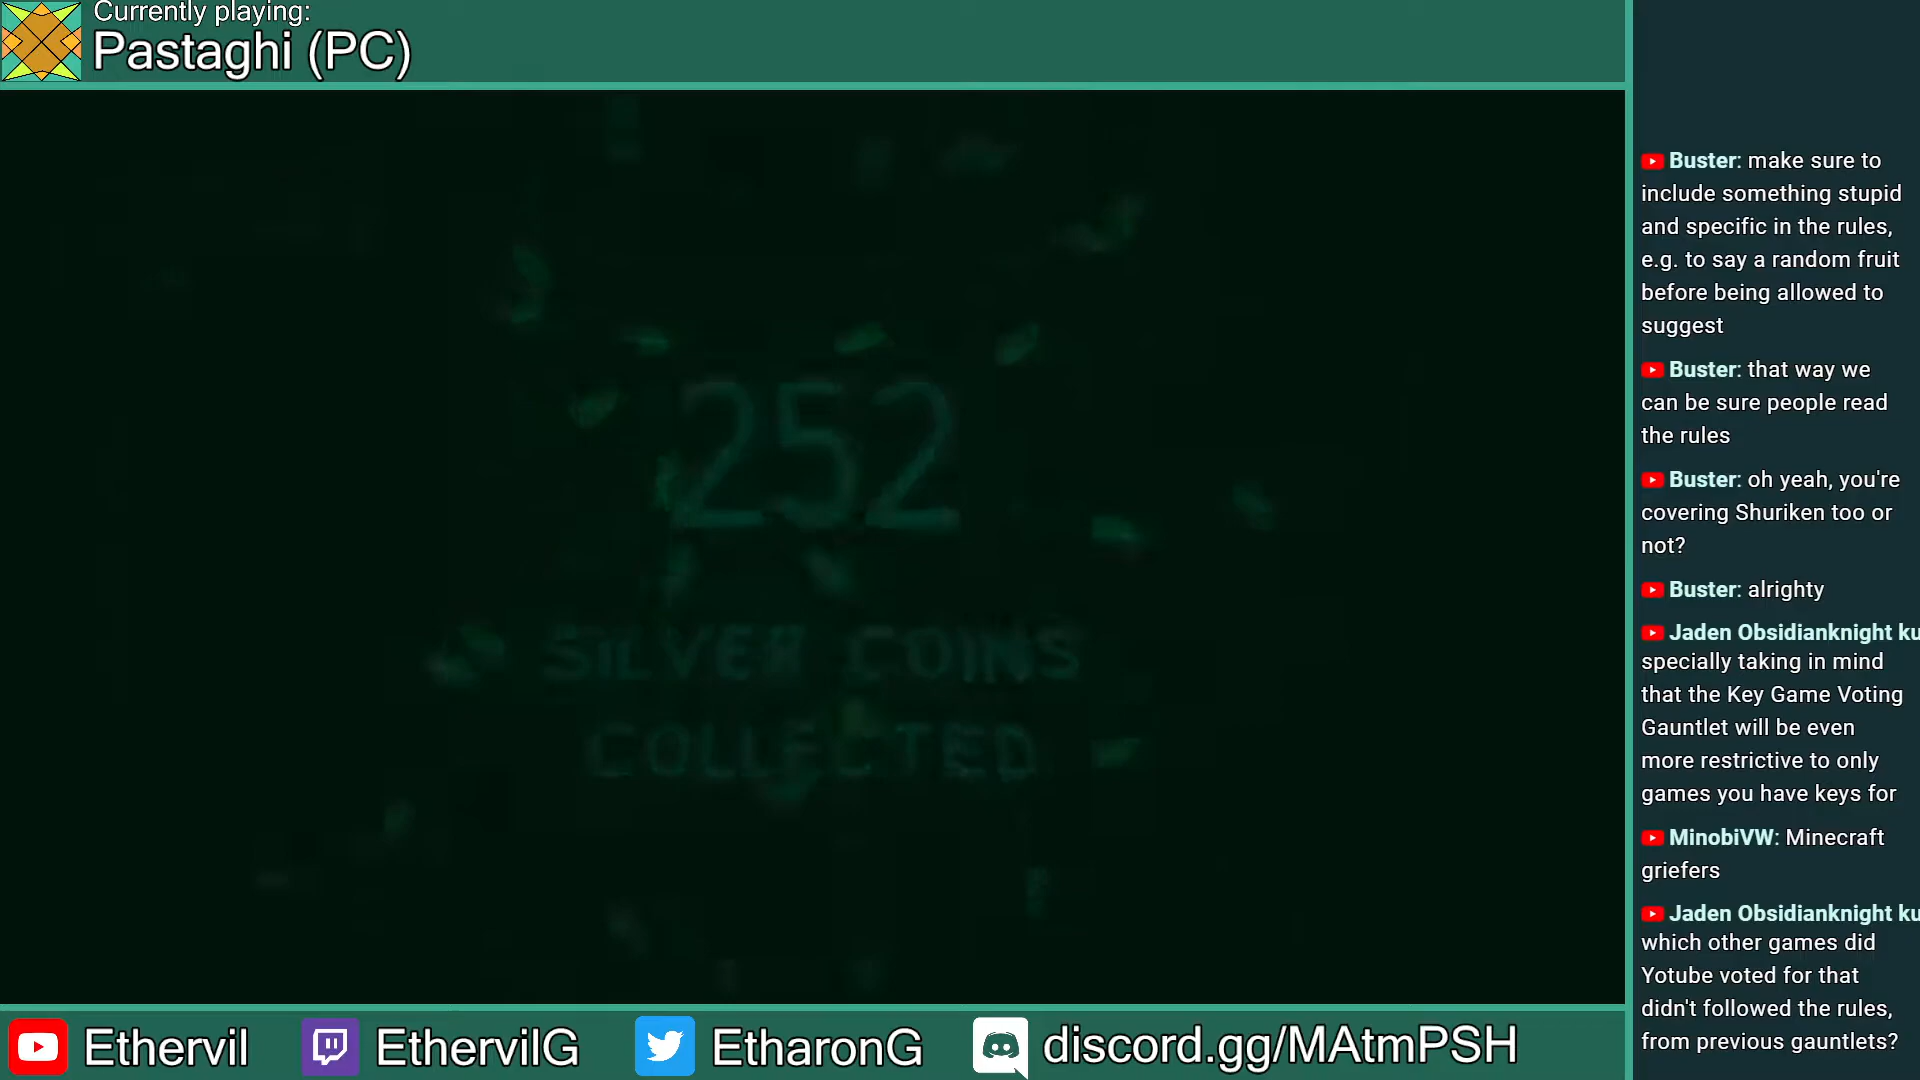 Currently playing:
Pastaghi (PC)
252
SILVER COINS
COLLECTED
Buster: make sure to
include something stupid
and specific in the rules,
e.g. to say a random fruit
before being allowed to
suggest
Buster: that way we
can be sure people read
the rules
Buster: oh yeah, you're
covering Shuriken too or
not?
Buster: alrighty
Jaden Obsidianknight ku
specially taking in mind
that the Key Game Voting
Gauntlet will be even
more restrictive to only
games you have keys for
MinobiVW: Minecraft
griefers
Jaden Obsidianknight ku
which other games did
Yotube voted for that
didn't followed the rules,
from previous gauntlets?
Ethervil
EthervilG
EtharonG
discord.gg/MAtmPSH